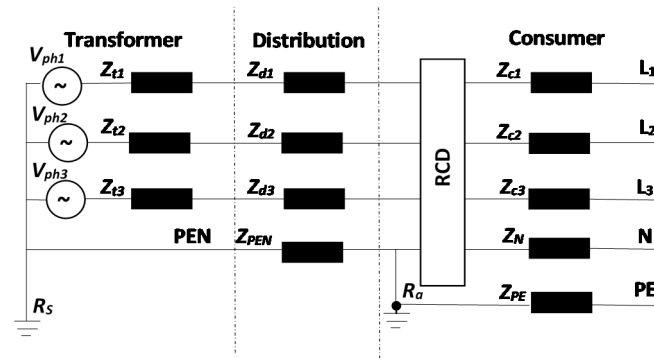 Transformer Distribution Consumer
Vph1 Zt1 Zd1 Zc1 L1
~
Vph2 Zt2 Zd2 Zc2 L2
~
Vph3 Zt3 Zd3 Zc3 L3
~
RCD
PEN ZPEN ZN N
RS Ra ZPE PE